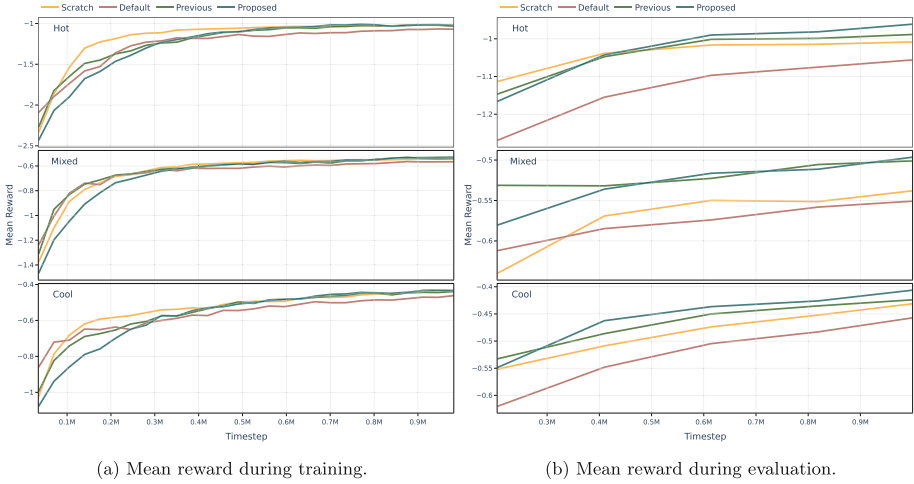 Scratch Default Previous Proposed
Hot
−1
−1.5
−2
−2.5
Mixed
−0.6
−0.8
−1
−1.2
−1.4
Cool
−0.4
−0.6
−0.8
−1
Mean Reward
0.1M 0.2M 0.3M 0.4M 0.5M 0.6M 0.7M 0.8M 0.9M
Timestep
(a) Mean reward during training.
Scratch Default Previous Proposed
Hot
−1
−1.1
−1.2
Mixed
−0.5
−0.55
−0.6
Cool
−0.4
−0.45
−0.5
−0.55
−0.6
Mean Reward
0.3M 0.4M 0.5M 0.6M 0.7M 0.8M 0.9M
Timestep
(b) Mean reward during evaluation.